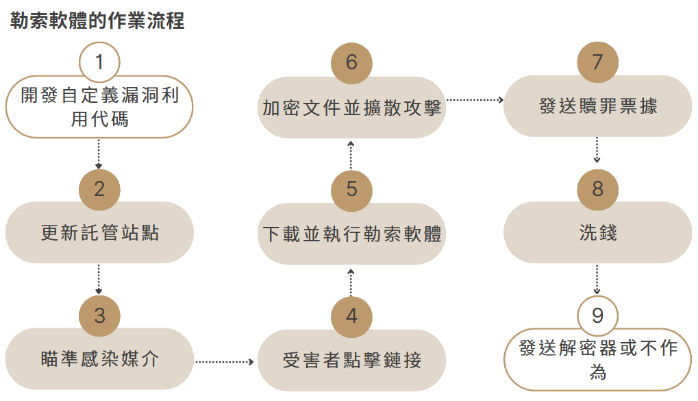 勒索軟體的作業流程
1
開發自定義漏洞利
用代碼
2
更新託管站點
3
瞄準感染媒介
4
受害者點擊鏈接
5
下載並執行勒索軟體
6
加密文件並擴散攻擊
7
發送贖罪票據
8
洗錢
9
發送解密器或不作
為